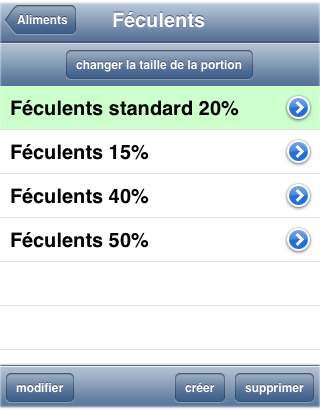 Aliments
Féculents
changer la taille de la portion
Féculents standard 20%
Féculents 15%
Féculents 40%
Féculents 50%
modifier
créer
supprimer